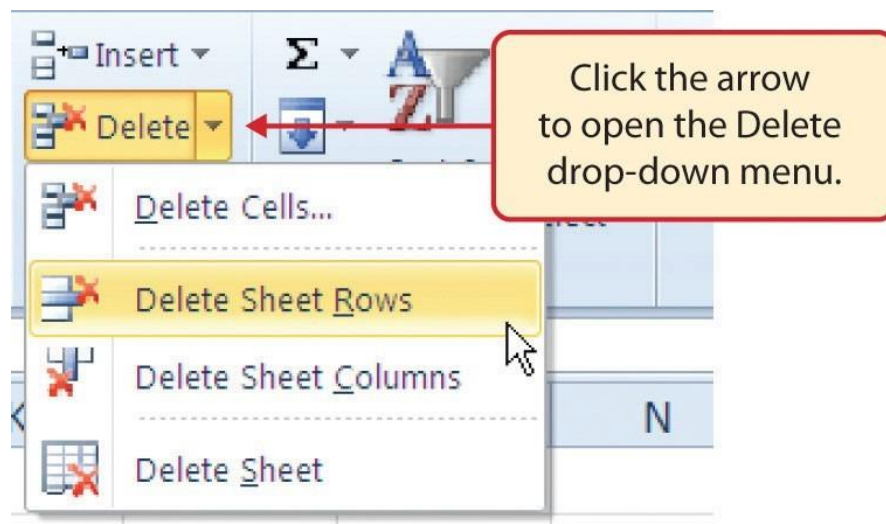 Insert
Σ
A
Z
Click the arrow
to open the Delete
drop-down menu.
Delete
Delete Cells...
Delete Sheet Rows
Delete Sheet Columns
N
Delete Sheet